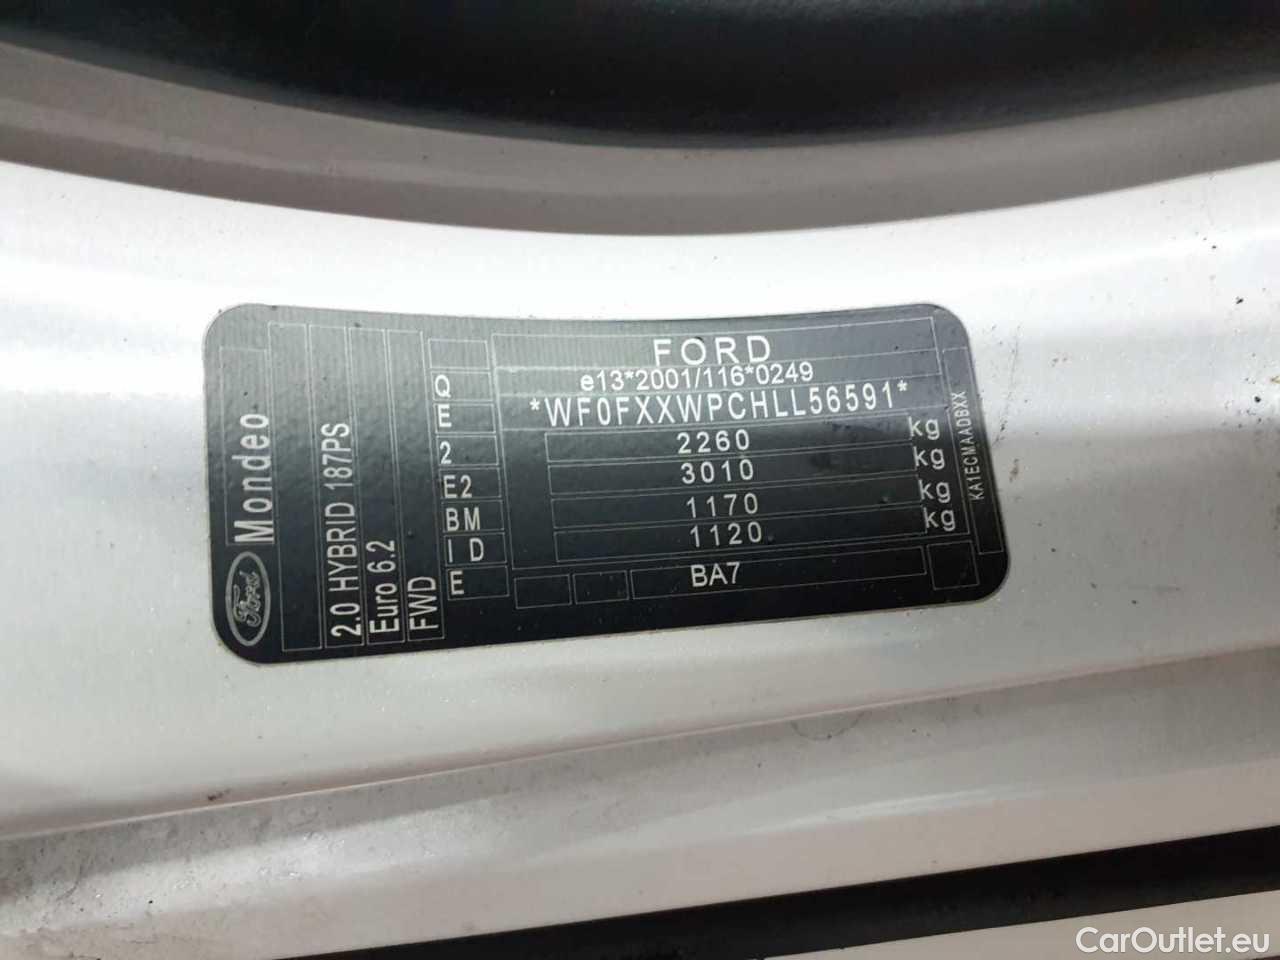 FORD
e13*2001/116*0249
*WF0FXXWPCHLL56591*
2260 kg
3010 kg
1170 kg
1120 kg
BA7
Q
E
2
E2
BM
I D
E
KA1ECMAADBXX
Ford Mondeo
2.0 HYBRID 187PS
Euro 6.2
FWD
CarOutlet.eu